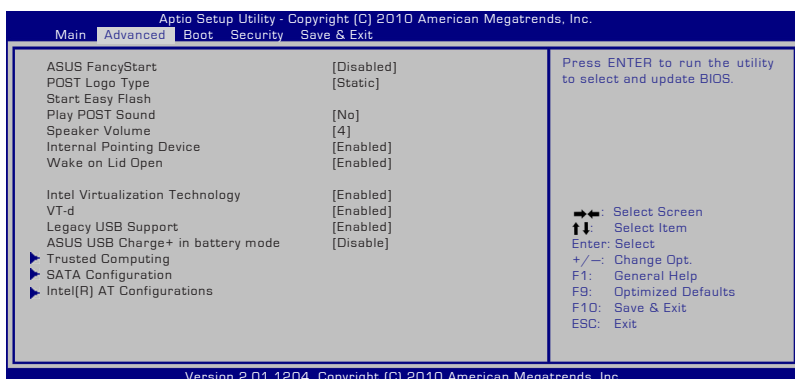 Aptio Setup Utility - Copyright (C) 2010 American Megatrends, Inc.
Main Advanced Boot Security Save & Exit
ASUS FancyStart [Disabled]
POST Logo Type [Static]
Start Easy Flash
Play POST Sound [No]
Speaker Volume [4]
Internal Pointing Device [Enabled]
Wake on Lid Open [Enabled]
Intel Virtualization Technology [Enabled]
VT-d [Enabled]
Legacy USB Support [Enabled]
ASUS USB Charge+ in battery mode [Disable]
Trusted Computing
SATA Configuration
Intel(R) AT Configurations
Press ENTER to run the utility
to select and update BIOS.
→←: Select Screen
↑↓: Select Item
Enter: Select
+/—: Change Opt.
F1: General Help
F9: Optimized Defaults
F10: Save & Exit
ESC: Exit
Version 2.01.1204. Copyright (C) 2010 American Megatrends, Inc.